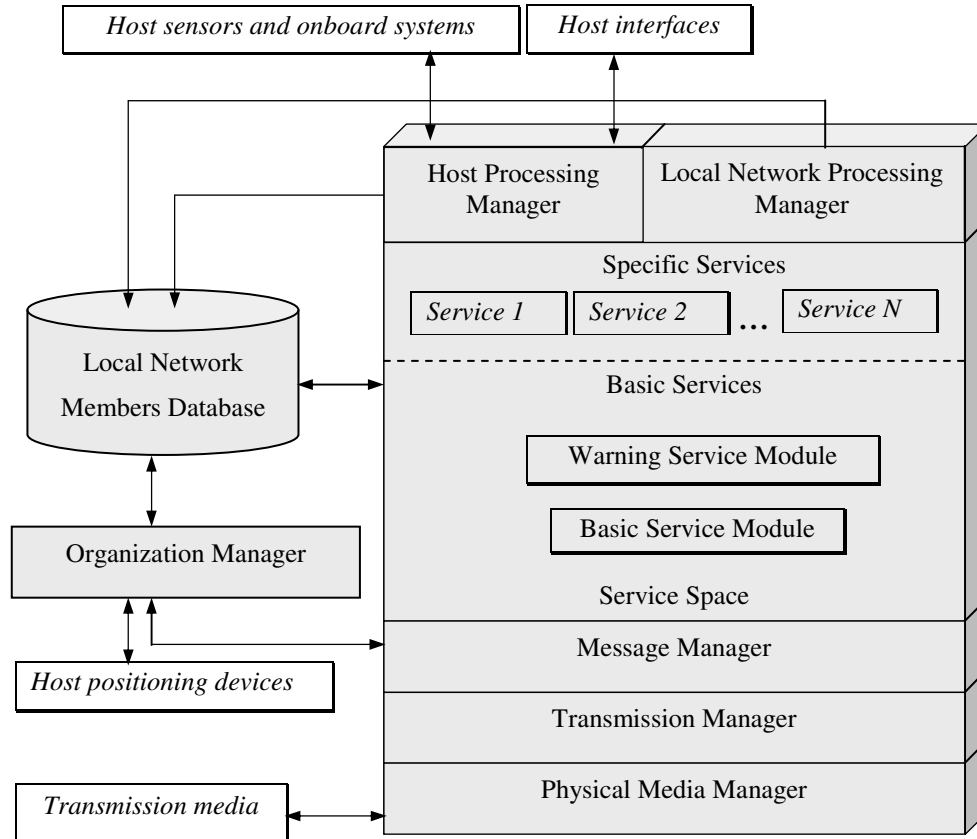 Host sensors and onboard systems
Host interfaces
Host Processing
Manager
Local Network Processing
Manager
Specific Services
Service 1
Service 2
...
Service N
Local Network
Members Database
Basic Services
Warning Service Module
Basic Service Module
Organization Manager
Service Space
Message Manager
Host positioning devices
Transmission Manager
Physical Media Manager
Transmission media